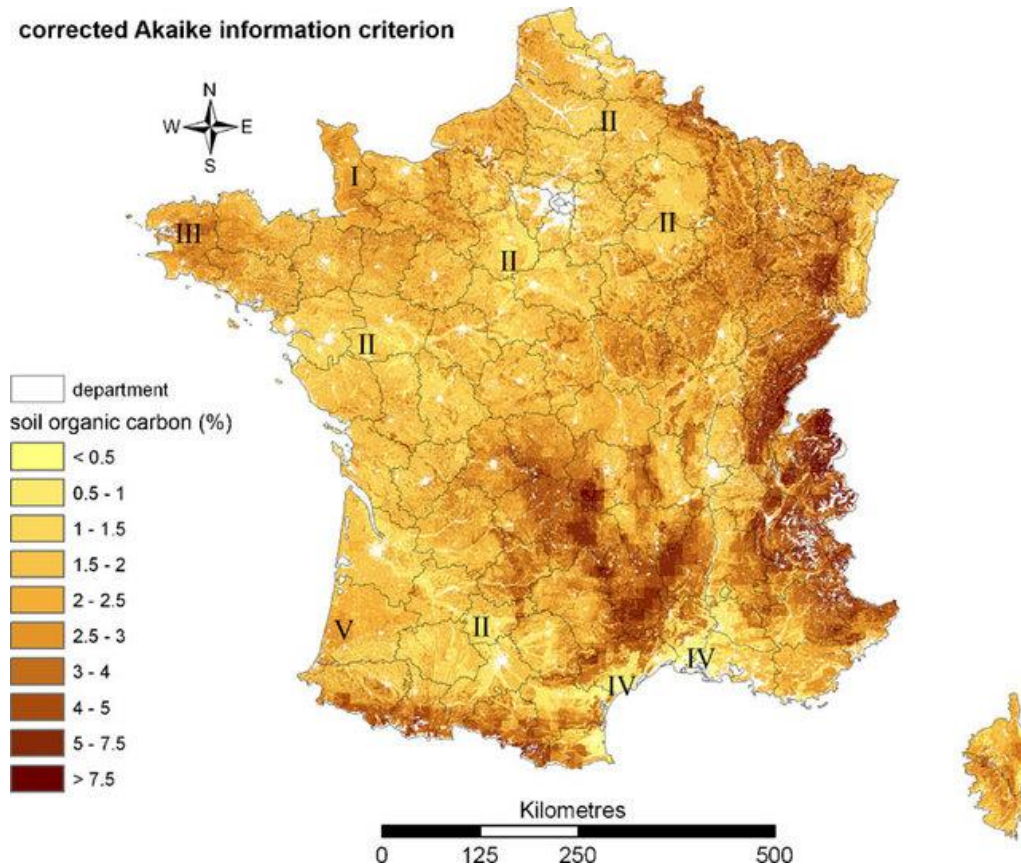 corrected Akaike information criterion
N
W E
S
I
II
III
II
II
II
department
soil organic carbon (%)
< 0.5
0.5 - 1
1 - 1.5
1.5 - 2
2 - 2.5
2.5 - 3
3 - 4
4 - 5
5 - 7.5
> 7.5
V
II
IV
IV
Kilometres
0 125 250 500